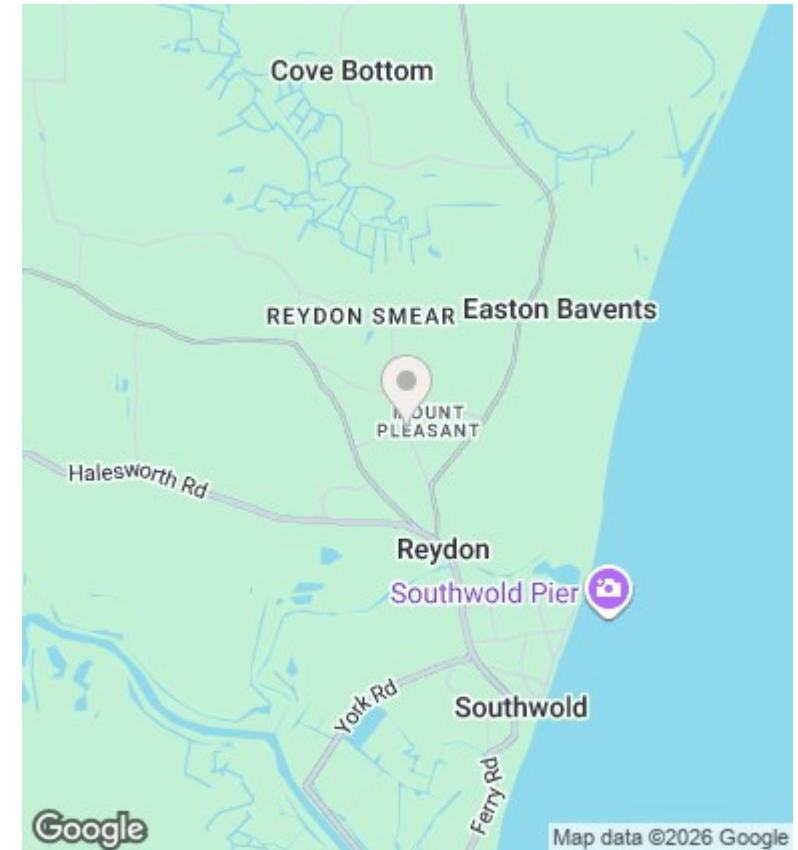 Cove Bottom
REYDON SMEAR
Easton Bavents
MOUNT
PLEASANT
Halesworth Rd
Reydon
Southwold Pier
York Rd
Southwold
Ferry Rd
Google
Map data ©2026 Google